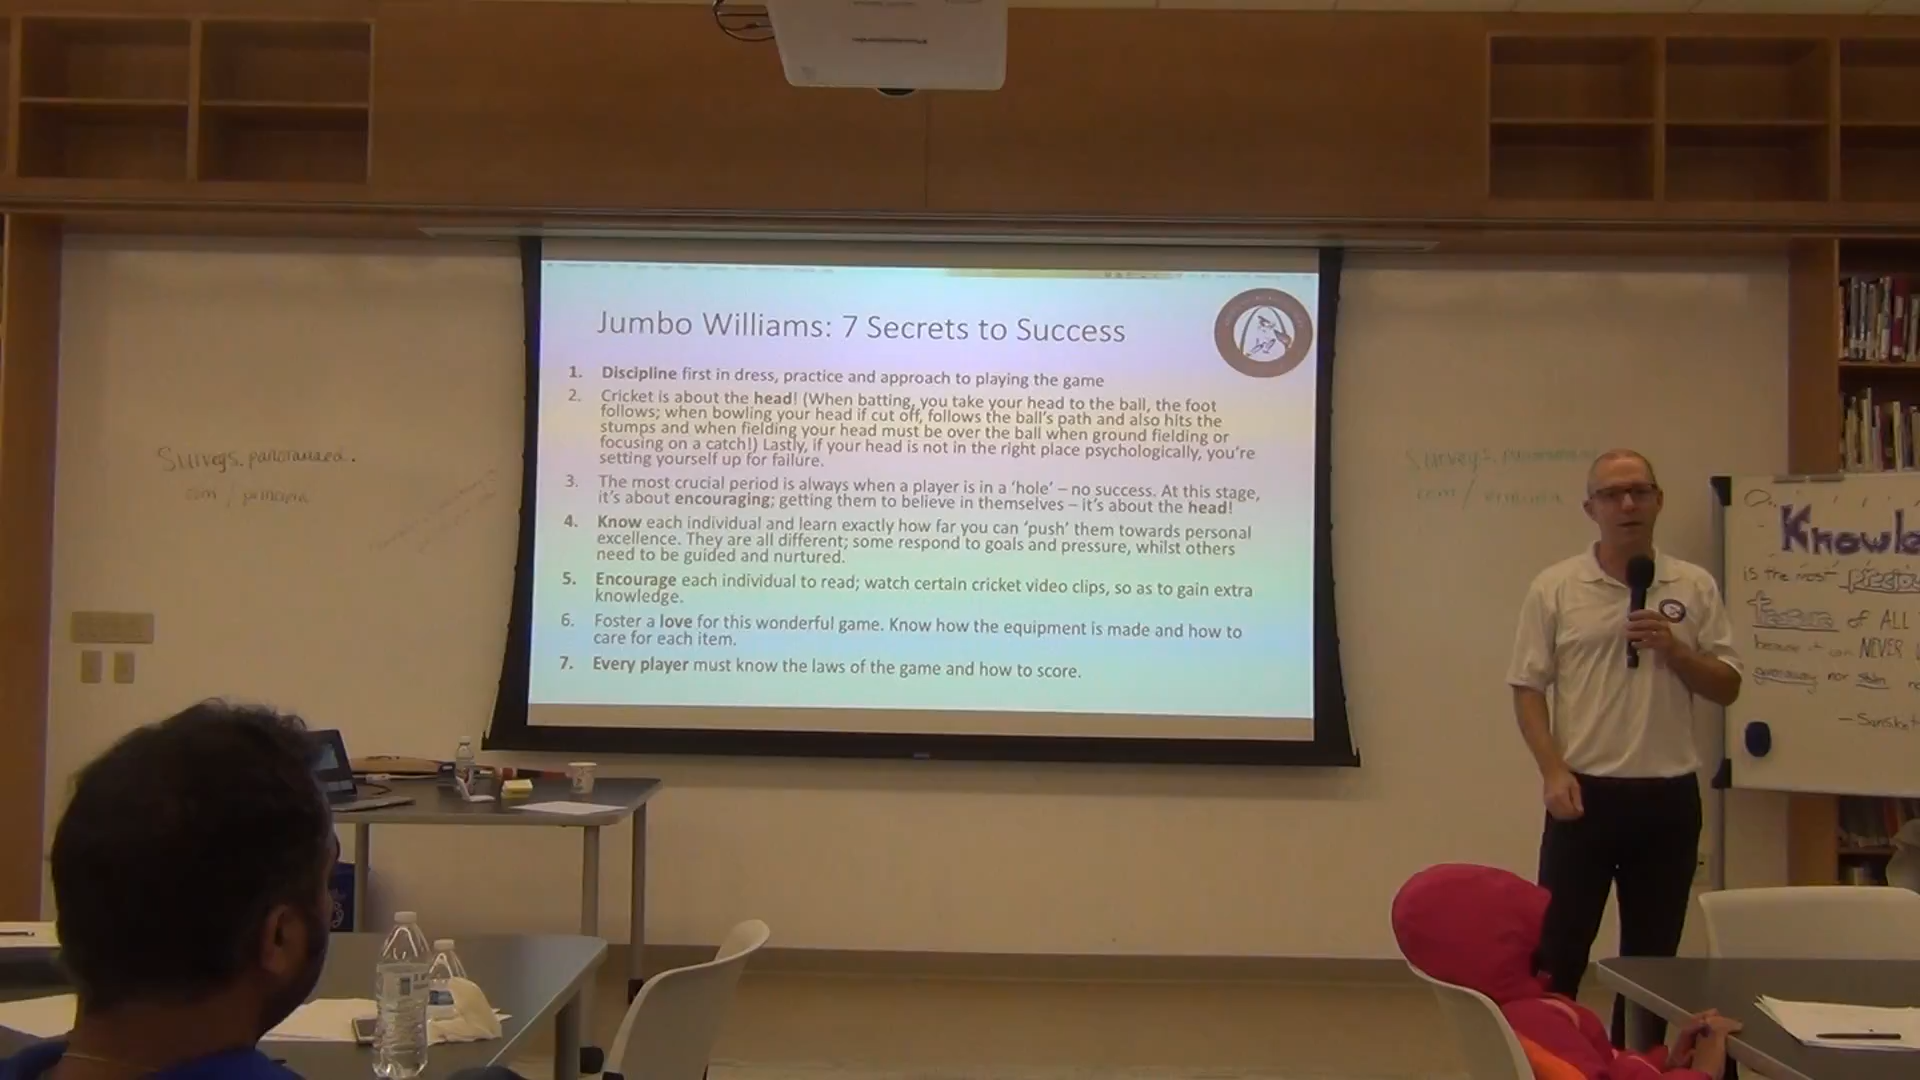 Jumbo Williams: 7 Secrets to Success
1. Discipline first in dress, practice and approach to playing the game
2. Cricket is about the head! (When batting, you take your head to the ball, the foot
follows; when bowling your head if cut off, follows the ball's path and also hits the
stumps and when fielding your head must be over the ball when ground fielding or
focusing on a catch!) Lastly, if your head is not in the right place psychologically, you're
setting yourself up for failure.
3. The most crucial period is always when a player is in a 'hole' – no success. At this stage,
it's about encouraging; getting them to believe in themselves – it's about the head!
4. Know each individual and learn exactly how far you can 'push' them towards personal
excellence. They are all different; some respond to goals and pressure, whilst others
need to be guided and nurtured.
5. Encourage each individual to read; watch certain cricket video clips, so as to gain extra
knowledge.
6. Foster a love for this wonderful game. Know how the equipment is made and how to
care for each item.
7. Every player must know the laws of the game and how to score.
Surveys.
com / principia
Surveys.
com /
is the most
treasure of ALL
because it can NEVER
nor stolen